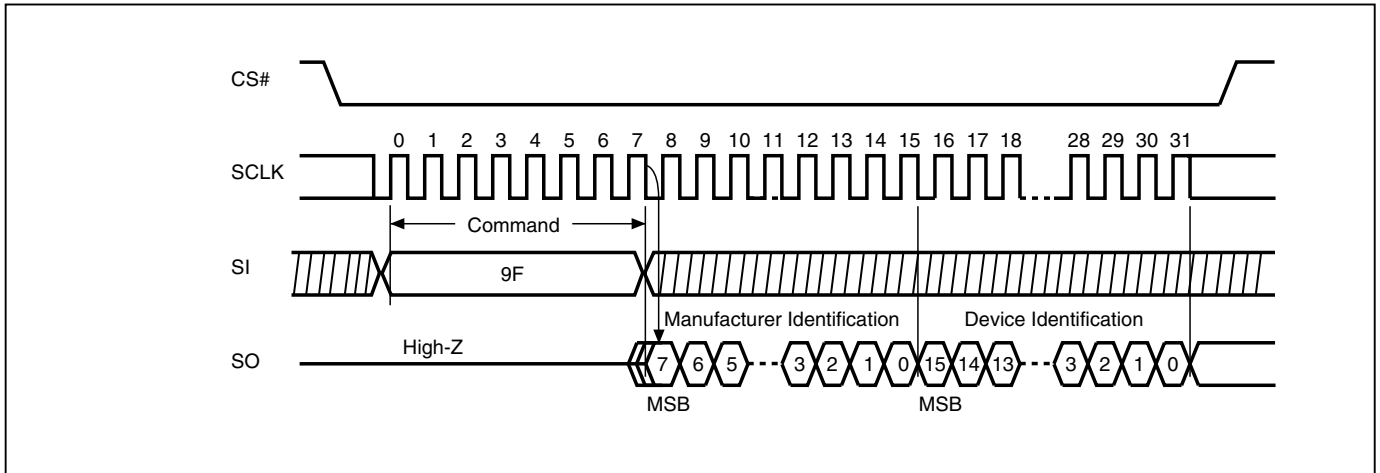 CS#
0 1 2 3 4 5 6 7 8 9 10 11 12 13 14 15 16 17 18 28 29 30 31
SCLK
Command
SI
9F
Manufacturer Identification Device Identification
High-Z
SO
7 6 5 3 2 1 0 15 14 13 3 2 1 0
MSB MSB